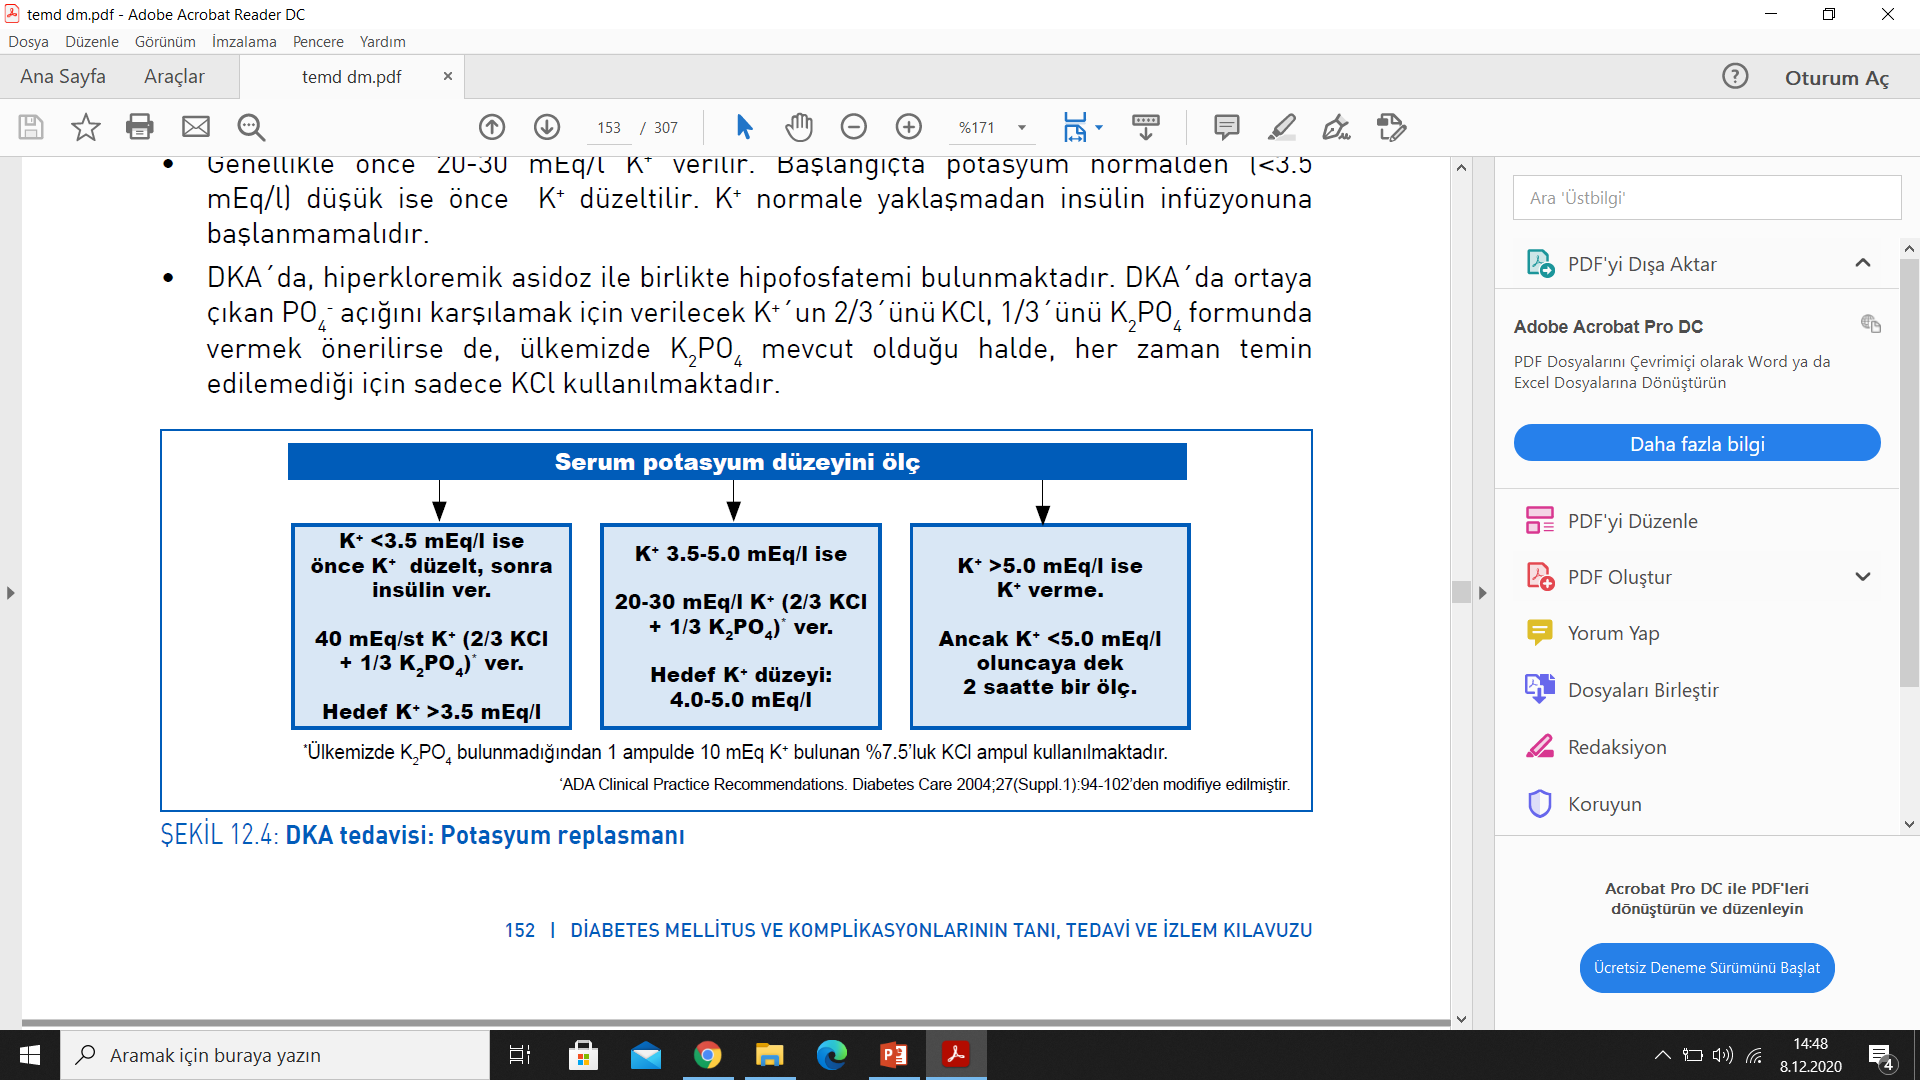 temd dm.pdf - Adobe Acrobat Reader DC
Dosya Düzenle Görünüm İmzalama Pencere Yardım
Ana Sayfa Araçlar temd dm.pdf × ? Oturum Aç
153 / 307 %171
Genellikle önce 20-30 mEq/l K⁺ verilir. Başlangıçta potasyum normalden (<3.5
mEq/l) düşük ise önce K⁺ düzeltilir. K⁺ normale yaklaşmadan insülin infüzyonuna
başlanmamalıdır.
• DKA´da, hiperkloremik asidoz ile birlikte hipofosfatemi bulunmaktadır. DKA´da ortaya
çıkan PO₄⁻ açığını karşılamak için verilecek K⁺´un 2/3´ünü KCl, 1/3´ünü K₂PO₄ formunda
vermek önerilirse de, ülkemizde K₂PO₄ mevcut olduğu halde, her zaman temin
edilemediği için sadece KCl kullanılmaktadır.
Serum potasyum düzeyini ölç
K⁺ <3.5 mEq/l ise
önce K⁺ düzelt, sonra
insülin ver.
40 mEq/st K⁺ (2/3 KCl
+ 1/3 K₂PO₄)* ver.
Hedef K⁺ >3.5 mEq/l
K⁺ 3.5-5.0 mEq/l ise
20-30 mEq/l K⁺ (2/3 KCl
+ 1/3 K₂PO₄)* ver.
Hedef K⁺ düzeyi:
4.0-5.0 mEq/l
K⁺ >5.0 mEq/l ise
K⁺ verme.
Ancak K⁺ <5.0 mEq/l
oluncaya dek
2 saatte bir ölç.
*Ülkemizde K₂PO₄ bulunmadığından 1 ampulde 10 mEq K⁺ bulunan %7.5’luk KCl ampul kullanılmaktadır.
‘ADA Clinical Practice Recommendations. Diabetes Care 2004;27(Suppl.1):94-102’den modifiye edilmiştir.
ŞEKİL 12.4: DKA tedavisi: Potasyum replasmanı
152 | DİABETES MELLİTUS VE KOMPLİKASYONLARININ TANI, TEDAVİ VE İZLEM KILAVUZU
Ara 'Üstbilgi'
PDF'yi Dışa Aktar
Adobe Acrobat Pro DC
PDF Dosyalarını Çevrimiçi olarak Word ya da
Excel Dosyalarına Dönüştürün
Daha fazla bilgi
PDF'yi Düzenle
PDF Oluştur
Yorum Yap
Dosyaları Birleştir
Redaksiyon
Koruyun
Acrobat Pro DC ile PDF'leri
dönüştürün ve düzenleyin
Ücretsiz Deneme Sürümünü Başlat
Aramak için buraya yazın
14:48
8.12.2020
4